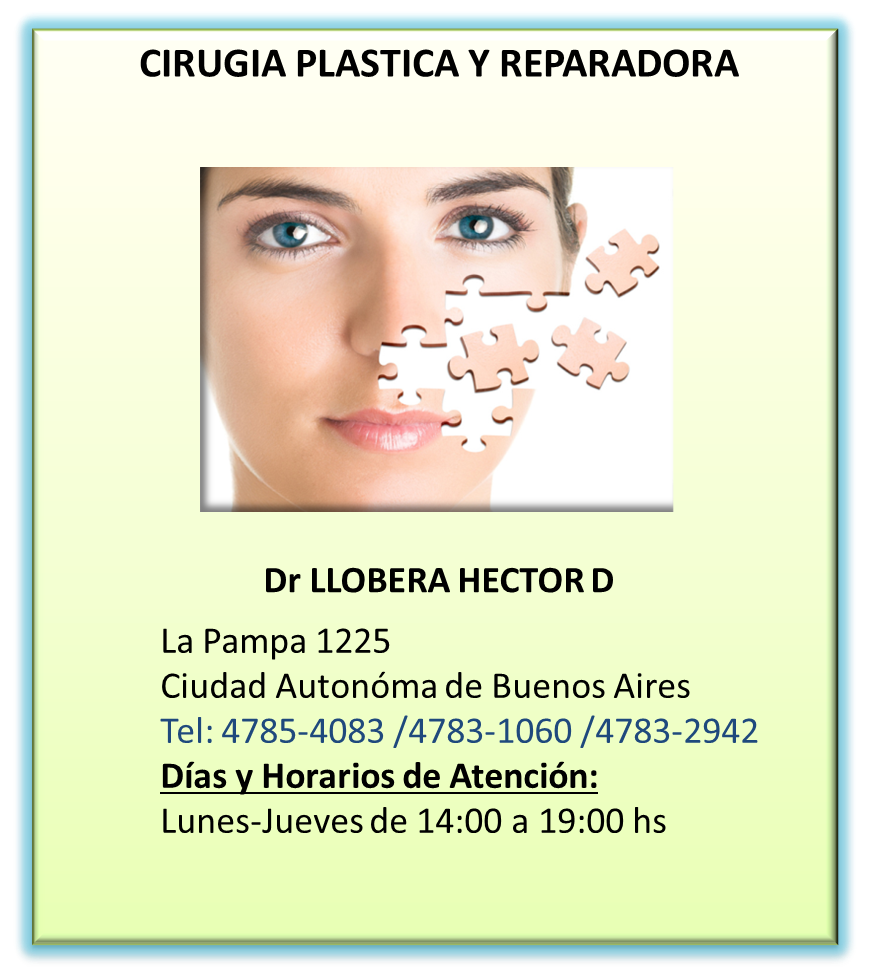 CIRUGIA PLASTICA Y REPARADORA
Dr LLOBERA HECTOR D
La Pampa 1225
Ciudad Autonóma de Buenos Aires
Tel: 4785-4083 /4783-1060 /4783-2942
Días y Horarios de Atención:
Lunes-Jueves de 14:00 a 19:00 hs